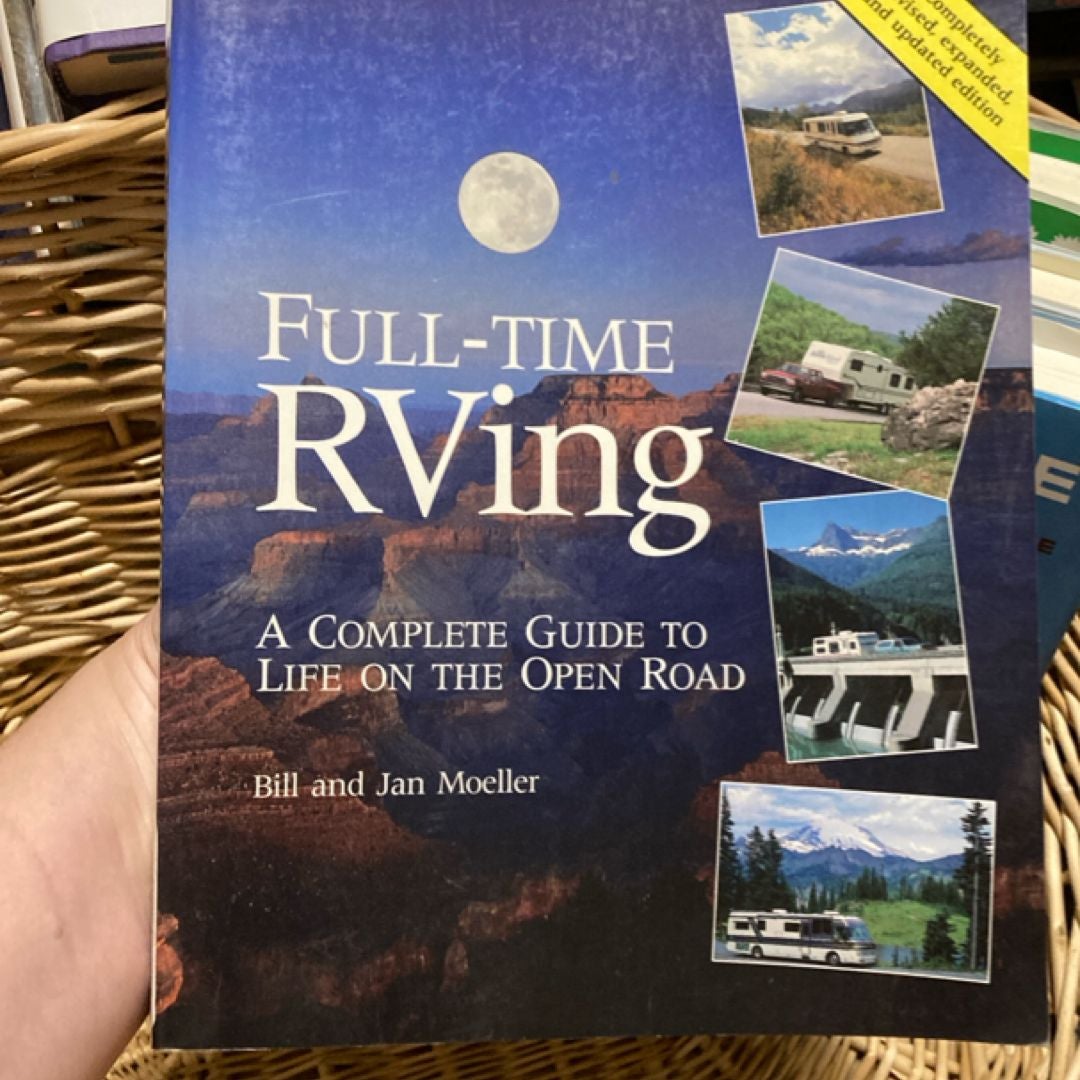 completely
vised, expanded,
and updated edition
FULL-TIME
RVing
A COMPLETE GUIDE TO
LIFE ON THE OPEN ROAD
Bill and Jan Moeller
E
E